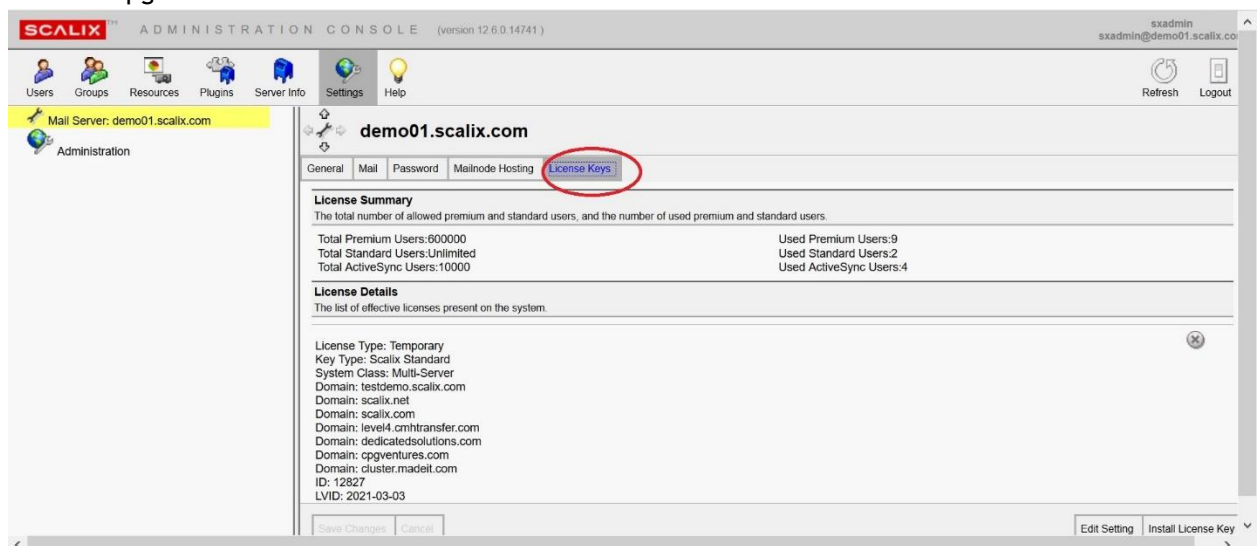 SCALIX™ ADMINISTRATION CONSOLE (version 12.6.0.14741 )
sxadmin
sxadmin@demo01.scalix.co
Users Groups Resources Plugins Server Info Settings Help Refresh Logout
Mail Server: demo01.scalix.com
Administration
demo01.scalix.com
General Mail Password Mailnode Hosting License Keys
License Summary
The total number of allowed premium and standard users, and the number of used premium and standard users.
Total Premium Users:600000 Used Premium Users:9
Total Standard Users:Unlimited Used Standard Users:2
Total ActiveSync Users:10000 Used ActiveSync Users:4
License Details
The list of effective licenses present on the system.
License Type: Temporary
Key Type: Scalix Standard
System Class: Multi-Server
Domain: testdemo.scalix.com
Domain: scalix.net
Domain: scalix.com
Domain: level4.cmhtransfer.com
Domain: dedicatedsolutions.com
Domain: cpgventures.com
Domain: cluster.madeit.com
ID: 12827
LVID: 2021-03-03
Save Changes Cancel Edit Setting Install License Key